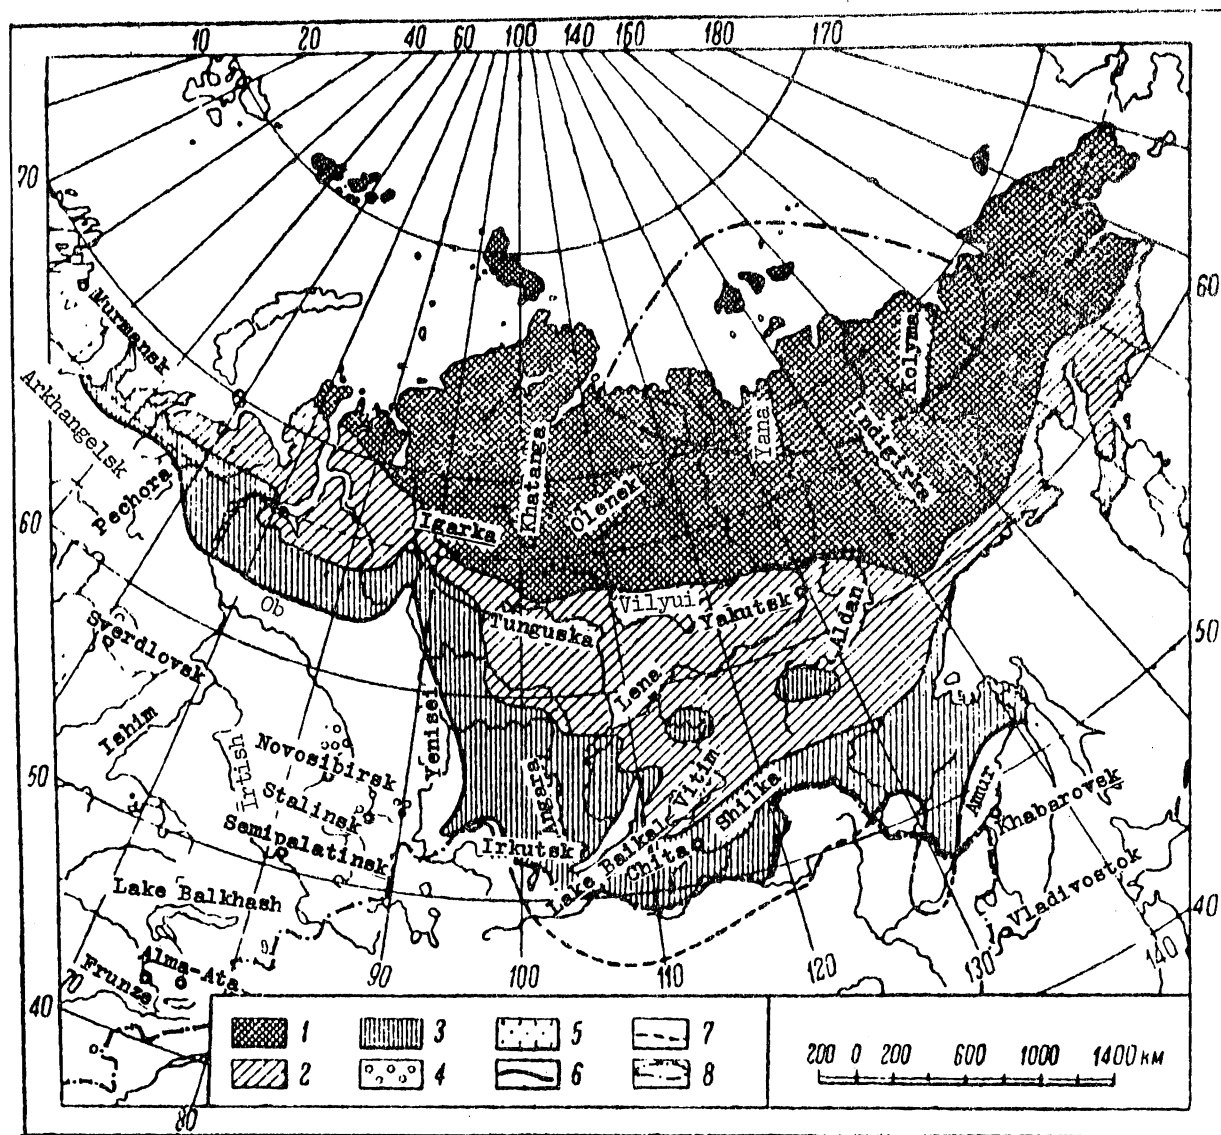 10 20 40 60 100 140 160 180 170
70
60
60
50
50
40
40
Murmansk
Arkhangelsk
Pechora
Igarka
Khatanga
Olenek
Yana
Indigirka
Kolyma
Ob
Tunguska
Vilyui
Yakutsk
Aldan
Sverdlovsk
Ishim
Irtish
Novosibirsk
Stalinsk
Semipalatinsk
Yenisei
Lena
Angara
Vitim
Shilka
Irkutsk
Lake Baikal
Chita
Amur
Khabarovsk
Vladivostok
Lake Balkhash
Alma-Ata
Frunze
70 90 100 110 120 130 140
80
1 3 5 7
2 4 6 8
200 0 200 600 1000 1400 км